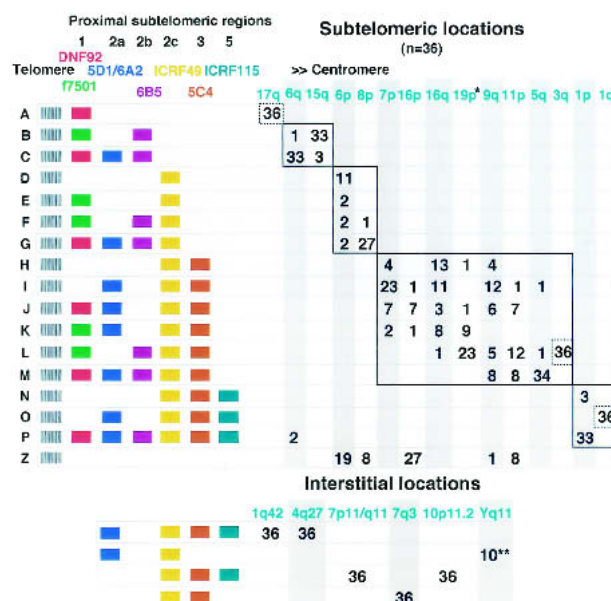 Proximal subtelomeric regions
Subtelomeric locations
1 2a 2b 2c 3 5
(n=36)
DNF92
Telomere 5D1/6A2 ICRF49 ICRF115 >> Centromere
f7501 6B5 5C4
17q 6q 15q 6p 8p 7p 16p 16q 19p* 9q 11p 5q 3q 1p
A 36
B 1 33
C 33 3
D 11
E 2
F 2 1
G 2 27
H 4 13 1 4
I 23 1 11 12 1 1
J 7 7 3 1 6 7
K 2 1 8 9
L 1 23 5 12 1 36
M 8 8 34
N 3
O 36
P 2 33
Z 19 8 27 1 8
Interstitial locations
1q42 4q27 7p11/q11 7q3 10p11.2 Yq11
36 36
10**
36 36
36